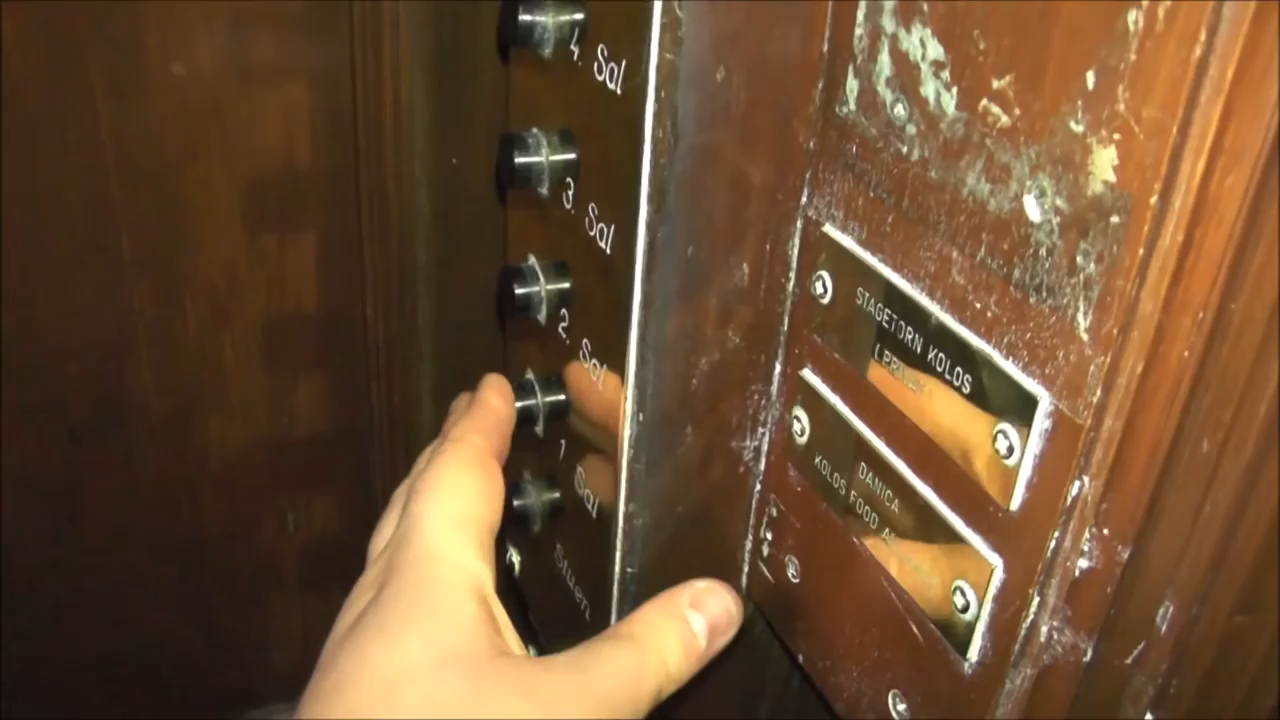 4. Sal
3. Sal
2. Sal
1 Sal
Stuen
STAGETORN KOLOS
DANICA
KOLOS FOOD